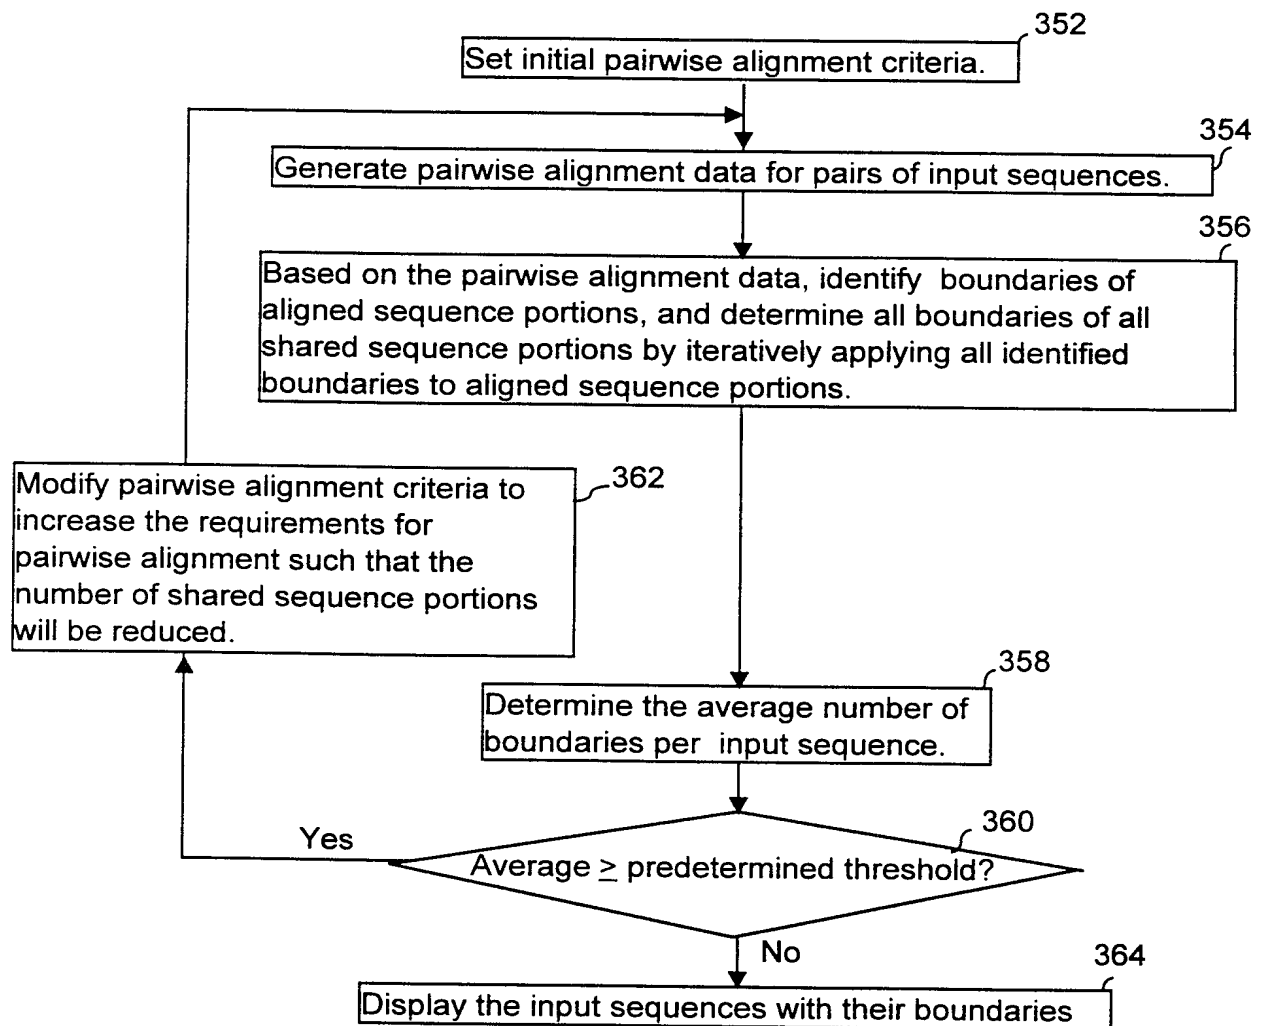 352
Set initial pairwise alignment criteria.
354
Generate pairwise alignment data for pairs of input sequences.
356
Based on the pairwise alignment data, identify boundaries of
aligned sequence portions, and determine all boundaries of all
shared sequence portions by iteratively applying all identified
boundaries to aligned sequence portions.
362
Modify pairwise alignment criteria to
increase the requirements for
pairwise alignment such that the
number of shared sequence portions
will be reduced.
358
Determine the average number of
boundaries per input sequence.
360
Yes
Average ≥ predetermined threshold?
No
364
Display the input sequences with their boundaries